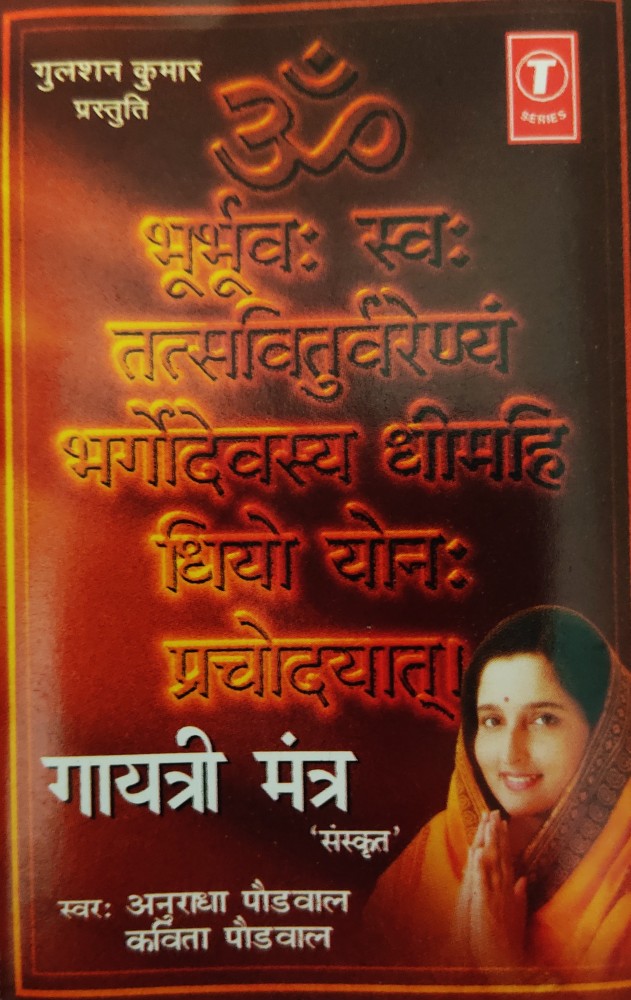 गुलशन कुमार
प्रस्तुति
T
SERIES
ॐ
भूर्भूवः स्वः
तत्सवितुर्वरेण्यं
भर्गोदेवस्य धीमहि
धियो योनः
प्रचोदयात्।
गायत्री मंत्र
'संस्कृत'
स्वरः अनुराधा पौडवाल
कविता पौडवाल